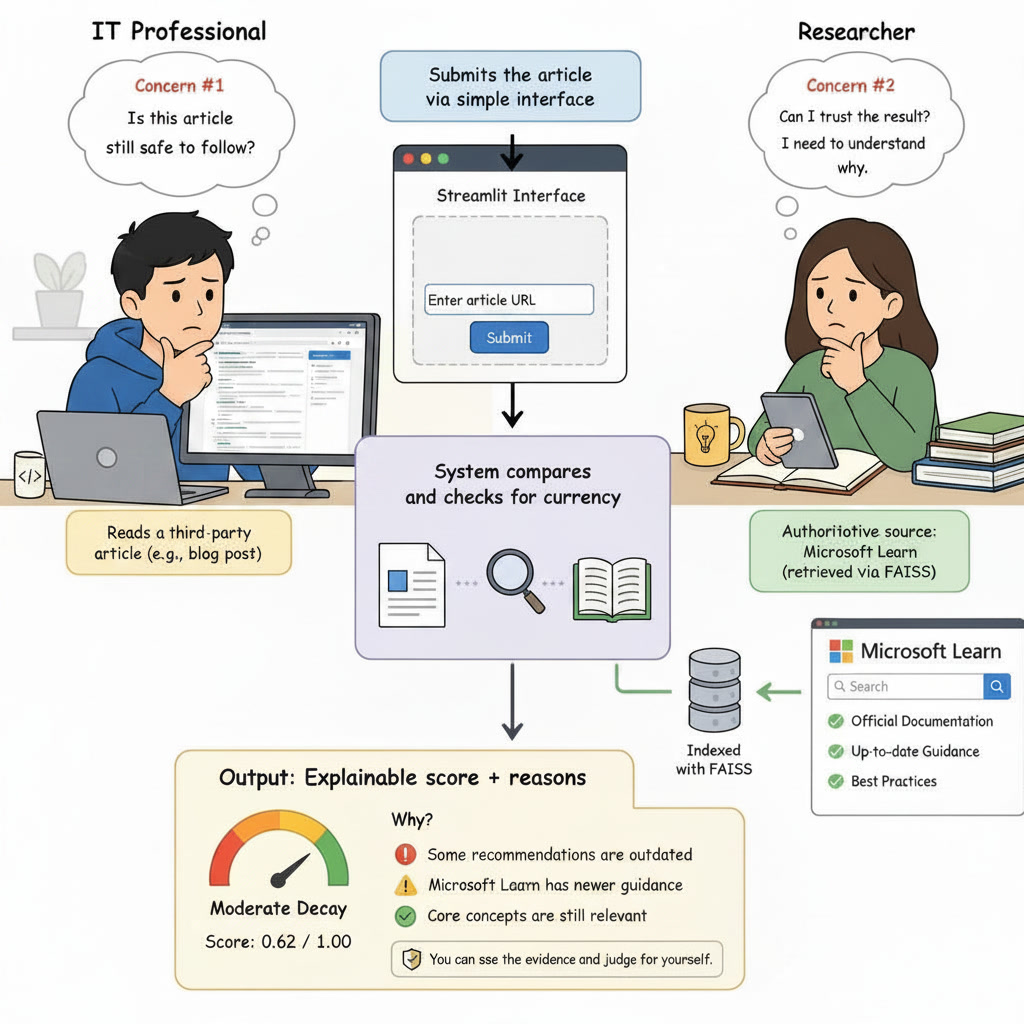 IT Professional
Concern #1
Is this article
still safe to follow?
Submits the article
via simple interface
Researcher
Concern #2
Can I trust the result?
I need to understand
why.
Streamlit Interface
Enter article URL
Submit
</>
Reads a third-party
article (e.g., blog post)
System compares
and checks for currency
Authoritotive source:
Microsoft Learn
(retrieved via FAISS)
Microsoft Learn
Search
Official Documentation
Up-to-date Guidance
Best Practices
Indexed
with FAISS
Output: Explainable score + reasons
Moderate Decay
Score: 0.62 / 1.00
Why?
Some recommendations are outdated
Microsoft Laarn has newer guidance
Core concepts are still relevant
You can sse the evidence and judge for yourself.